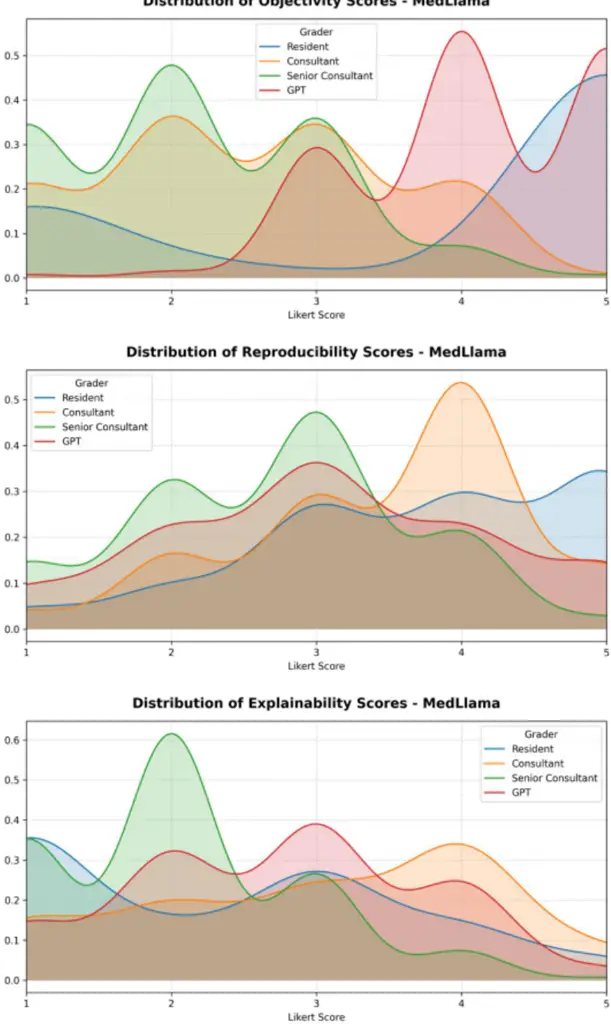 Distribution of Objectivity Scores - MedLlama
Grader
Resident
Consultant
Senior Consultant
GPT
0.5
0.4
0.3
0.2
0.1
0.0
1 2 3 4 5
Likert Score
Distribution of Reproducibility Scores - MedLlama
Grader
Resident
Consultant
Senior Consultant
GPT
0.5
0.4
0.3
0.2
0.1
0.0
1 2 3 4 5
Likert Score
Distribution of Explainability Scores - MedLlama
Grader
Resident
Consultant
Senior Consultant
GPT
0.6
0.5
0.4
0.3
0.2
0.1
0.0
1 2 3 4 5
Likert Score